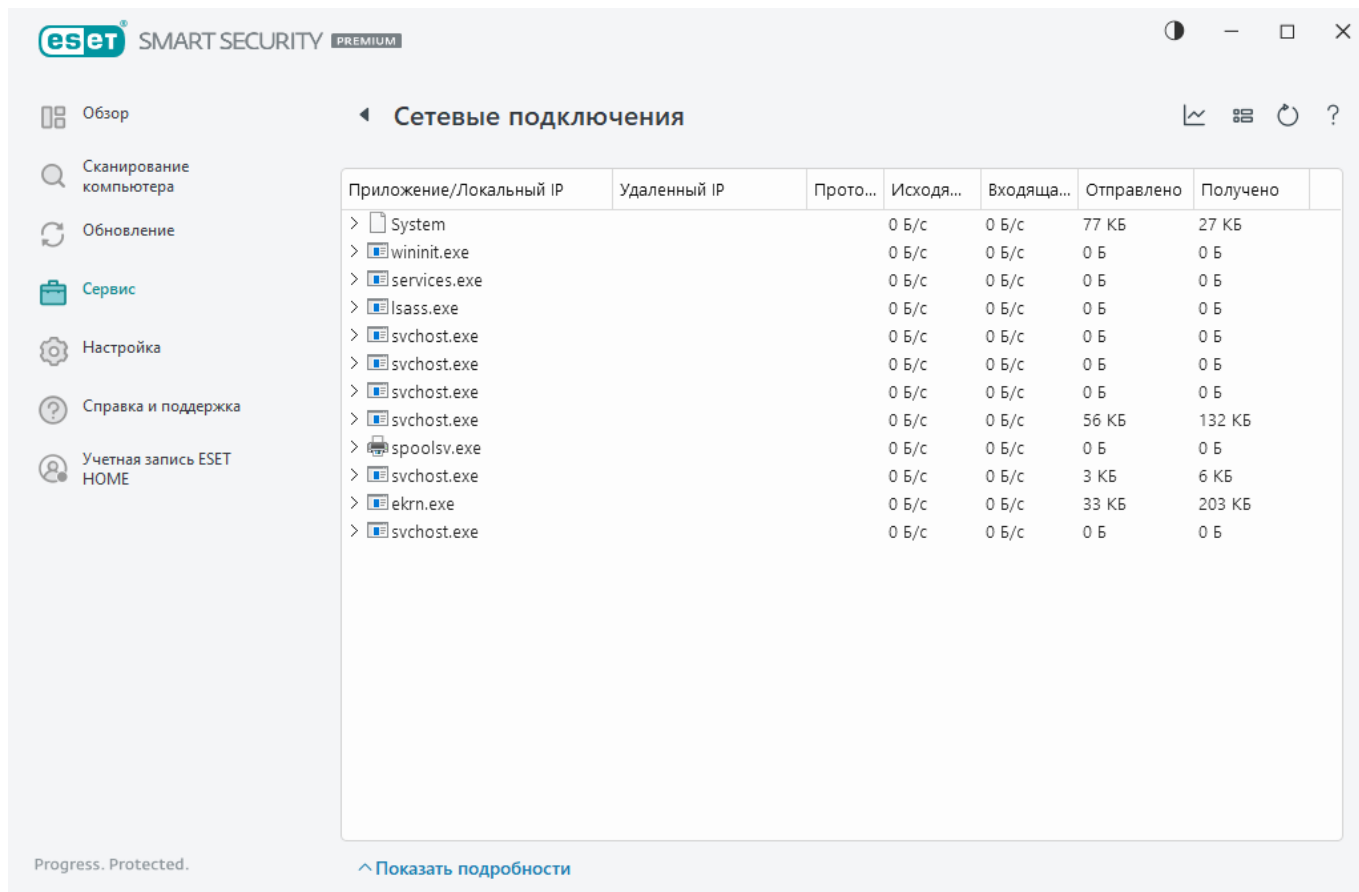 eset® SMART SECURITY PREMIUM
Обзор
Сканирование
компьютера
Обновление
Сервис
Настройка
Справка и поддержка
Учетная запись ESET
HOME
Progress. Protected.
Сетевые подключения
?
Приложение/Локальный IP Удаленный IP Прото... Исходя... Входяща... Отправлено Получено
System 0 Б/с 0 Б/с 77 КБ 27 КБ
wininit.exe 0 Б/с 0 Б/с 0 Б 0 Б
services.exe 0 Б/с 0 Б/с 0 Б 0 Б
lsass.exe 0 Б/с 0 Б/с 0 Б 0 Б
svchost.exe 0 Б/с 0 Б/с 0 Б 0 Б
svchost.exe 0 Б/с 0 Б/с 0 Б 0 Б
svchost.exe 0 Б/с 0 Б/с 0 Б 0 Б
svchost.exe 0 Б/с 0 Б/с 56 КБ 132 КБ
spoolsv.exe 0 Б/с 0 Б/с 0 Б 0 Б
svchost.exe 0 Б/с 0 Б/с 3 КБ 6 КБ
ekrn.exe 0 Б/с 0 Б/с 33 КБ 203 КБ
svchost.exe 0 Б/с 0 Б/с 0 Б 0 Б
Показать подробности